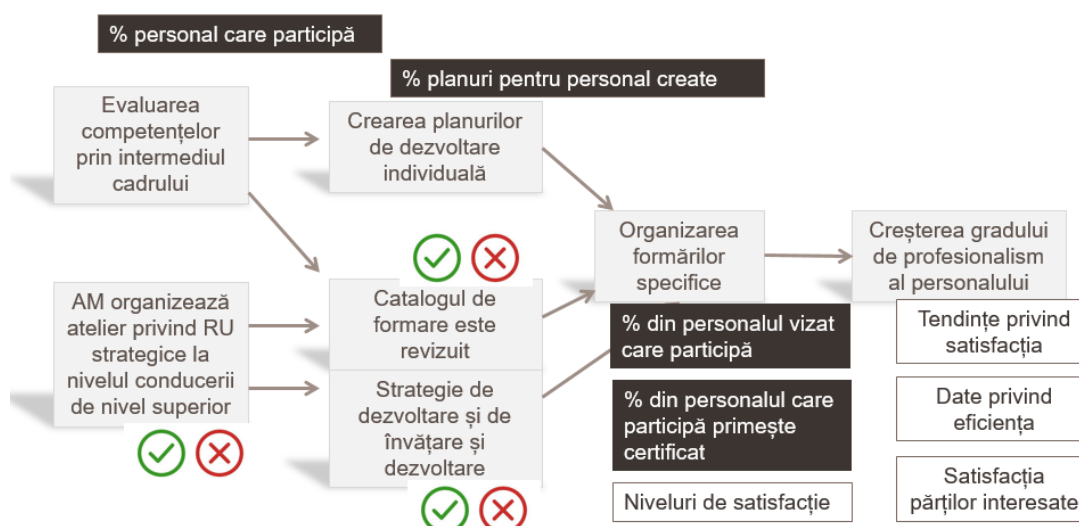 % personal care participă
% planuri pentru personal create
Evaluarea
competențelor
prin intermediul
cadrului
Crearea planurilor
de dezvoltare
individuală
Organizarea
formărilor
specifice
Creșterea gradului
de profesionalism
al personalului
AM organizează
atelier privind RU
strategice la
nivelul conducerii
de nivel superior
Catalogul de
formare este
revizuit
Strategie de
dezvoltare și de
învățare și
dezvoltare
% din personalul vizat
care participă
% din personalul care
participă primește
certificat
Niveluri de satisfacție
Tendințe privind
satisfacția
Date privind
eficiența
Satisfacția
părților interesate